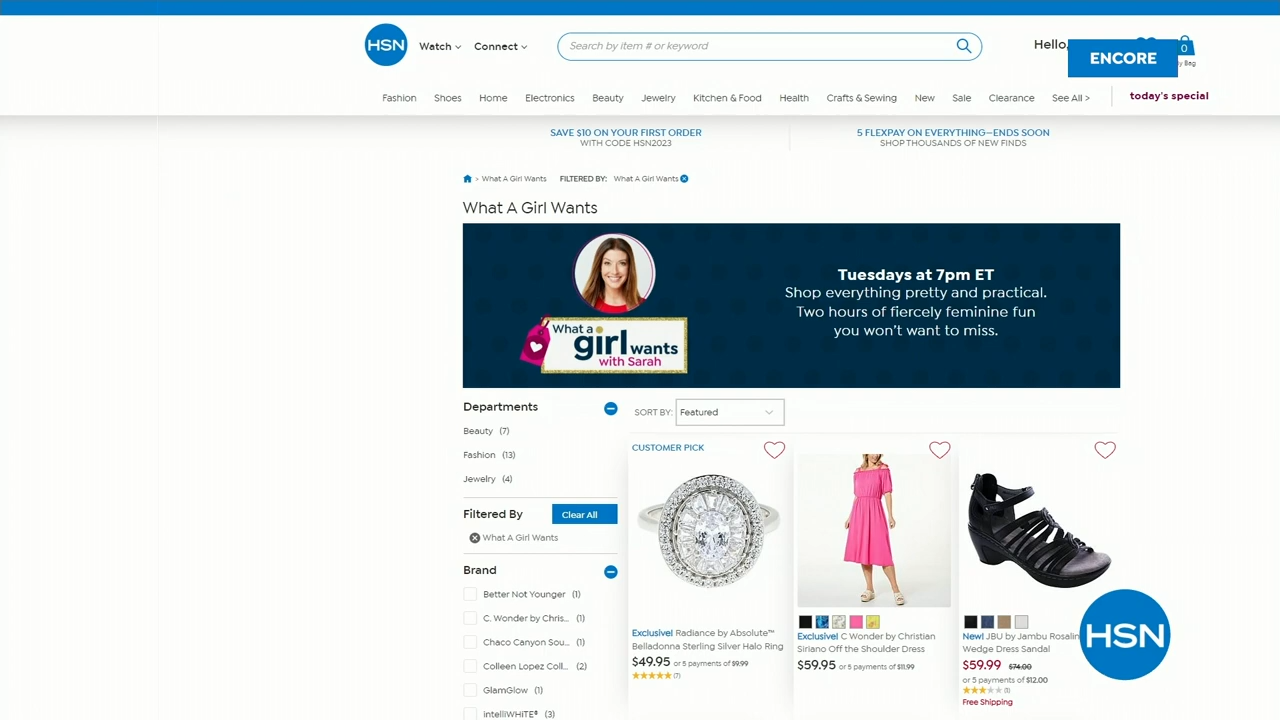 HSN
Watch
Connect
Search by item # or keyword
Hello,
0
Bag
ENCORE
Fashion
Shoes
Home
Electronics
Beauty
Jewelry
Kitchen & Food
Health
Crafts & Sewing
New
Sale
Clearance
See All >
today's special
SAVE $10 ON YOUR FIRST ORDER
WITH CODE HSN2023
5 FLEXPAY ON EVERYTHING—ENDS SOON
SHOP THOUSANDS OF NEW FINDS
> What A Girl Wants FILTERED BY: What A Girl Wants
What A Girl Wants
What a
girl wants
with Sarah
Tuesdays at 7pm ET
Shop everything pretty and practical.
Two hours of fiercely feminine fun
you won't want to miss.
Departments
Beauty (7)
Fashion (13)
Jewelry (4)
Filtered By
Clear All
What A Girl Wants
Brand
Better Not Younger (1)
C. Wonder by Chris... (1)
Chaco Canyon Sou... (1)
Colleen Lopez Coll... (2)
GlamGlow (1)
intelliWHiTE® (3)
SORT BY: Featured
CUSTOMER PICK
Exclusive! Radiance by Absolute™
Belladonna Sterling Silver Halo Ring
$49.95 or 5 payments of $9.99
(7)
Exclusive! C Wonder by Christian
Siriano Off the Shoulder Dress
$59.95 or 5 payments of $11.99
New! JBU by Jambu Rosalin
Wedge Dress Sandal
$59.99 $74.00
or 5 payments of $12.00
(1)
Free Shipping
HSN